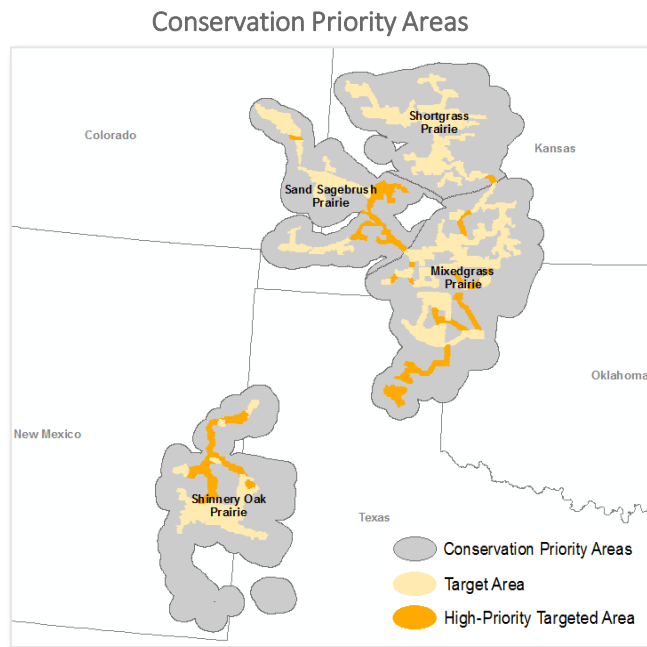 Conservation Priority Areas
Colorado
Shortgrass
Prairie
Kansas
Sand Sagebrush
Prairie
Mixedgrass
Prairie
Oklahoma
New Mexico
Shinnery Oak
Prairie
Texas
Conservation Priority Areas
Target Area
High-Priority Targeted Area